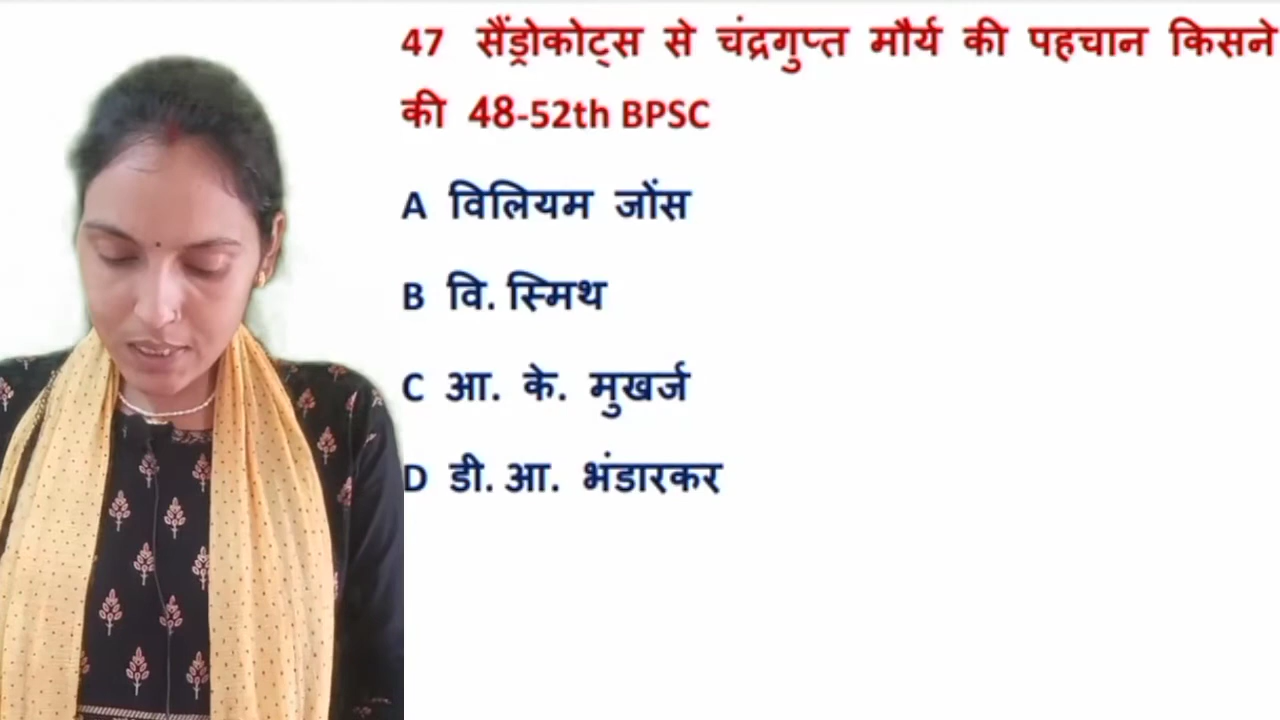 47 सैंड्रोकोट्स से चंद्रगुप्त मौर्य की पहचान किसने
की 48-52th BPSC
A विलियम जोंस
B वि. स्मिथ
C आ. के. मुखर्ज
D डी. आ. भंडारकर